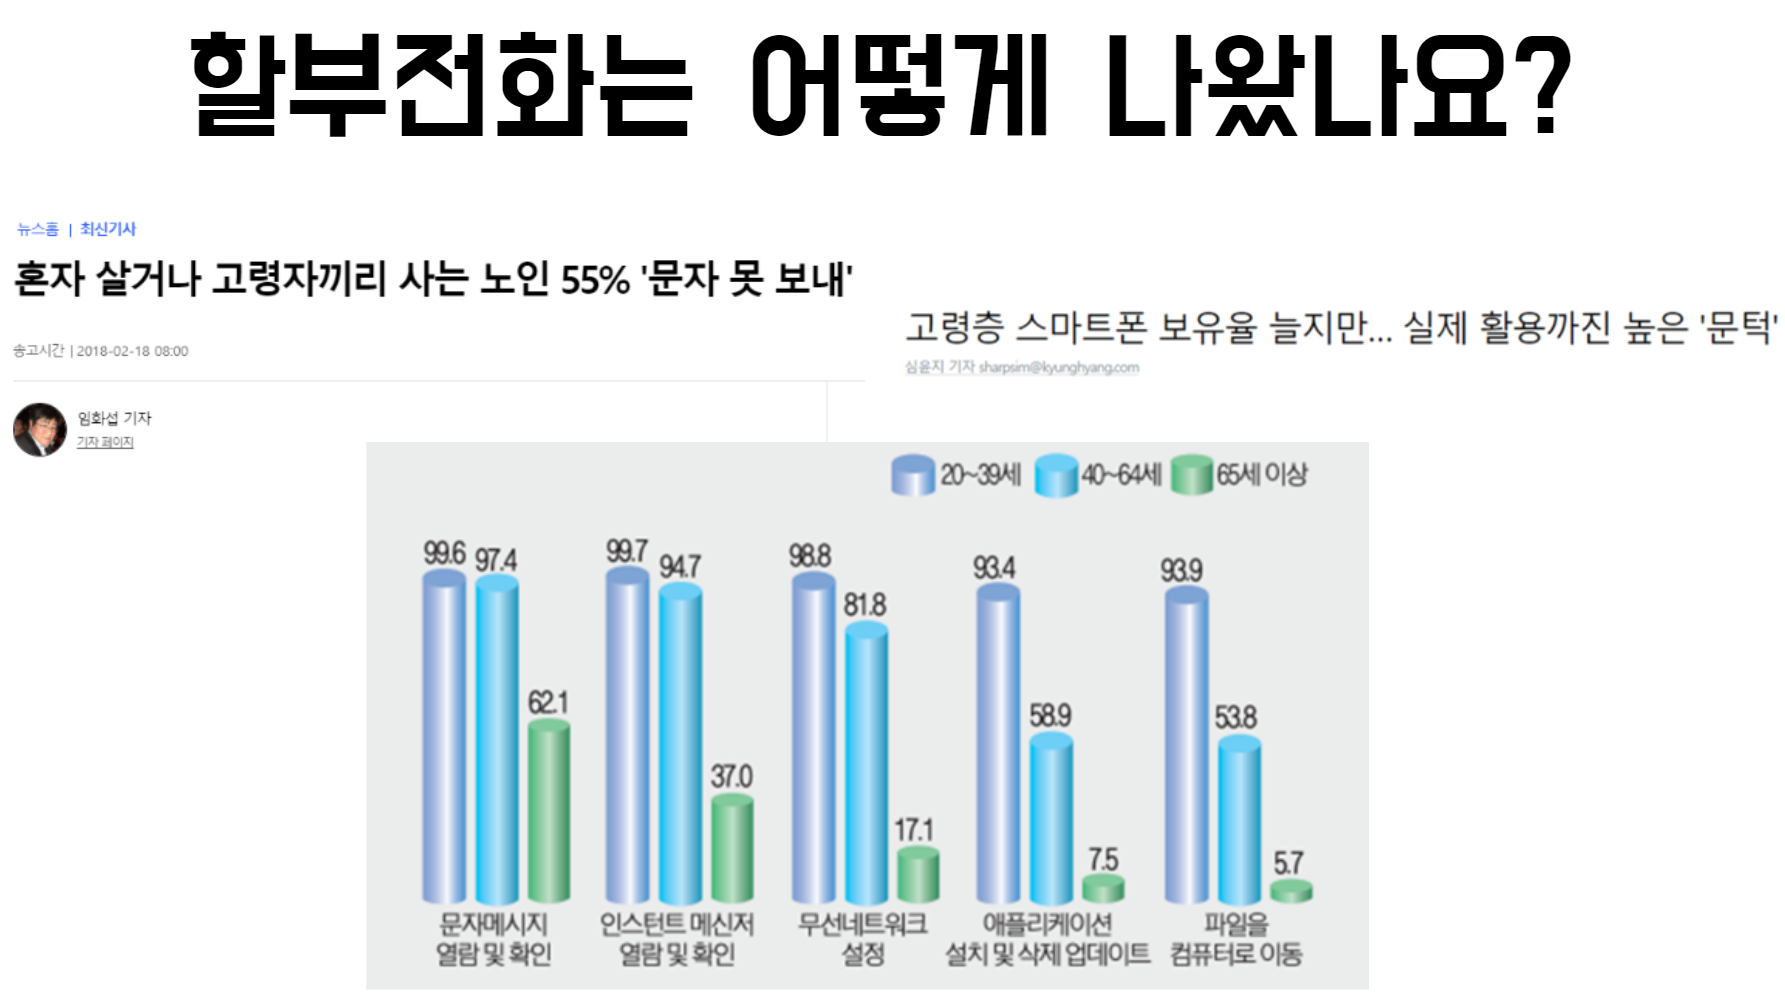 할부전화는 어떻게 나왔나요?
뉴스홈 | 최신기사
혼자 살거나 고령자끼리 사는 노인 55% '문자 못 보내'
송고시간 | 2018-02-18 08:00
임화섭 기자
기자 페이지
고령층 스마트폰 보유율 늘지만... 실제 활용까진 높은 '문턱'
심윤지 기자 sharpsim@kyunghyang.com
20~39세 40~64세 65세 이상
99.6 97.4 62.1
99.7 94.7 37.0
98.8 81.8 17.1
93.4 58.9 7.5
93.9 53.8 5.7
문자메시지
열람 및 확인
인스턴트 메신저
열람 및 확인
무선네트워크
설정
애플리케이션
설치 및 삭제 업데이트
파일을
컴퓨터로 이동